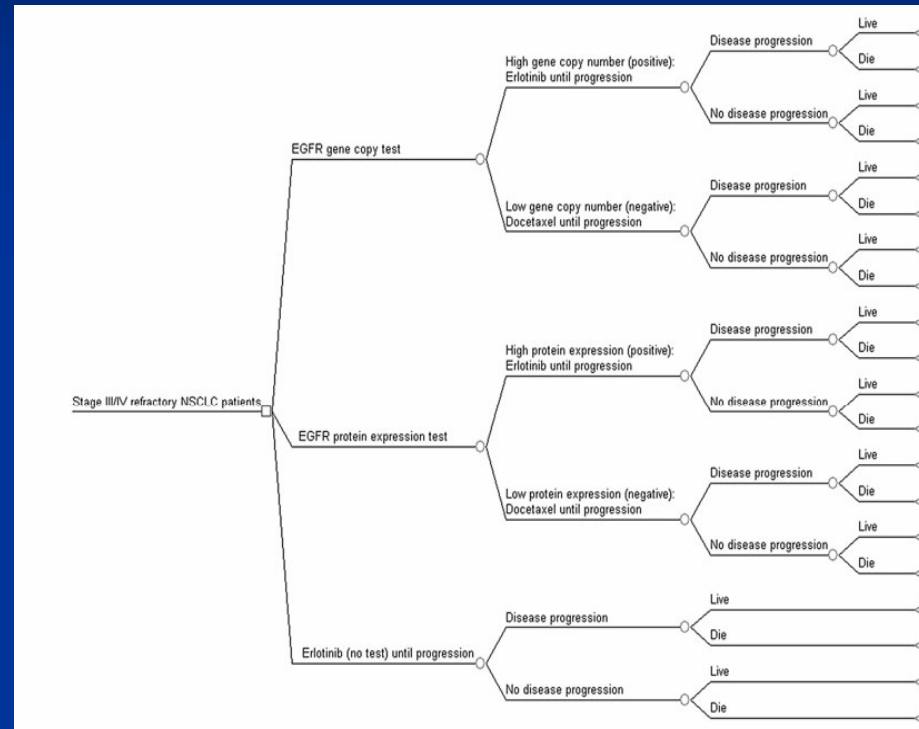 Stage III/IV refractory NSCLC patients
EGFR gene copy test
High gene copy number (positive):
Erlotinib until progression
Disease progression
Live
Die
No disease progression
Live
Die
Low gene copy number (negative):
Docetaxel until progression
Disease progresion
Live
Die
No disease progression
Live
Die
EGFR protein expression test
High protein expression (positive):
Erlotinib until progression
Disease progression
Live
Die
No disease progression
Live
Die
Low protein expression (negative):
Docetaxel until progression
Disease progression
Live
Die
No disease progression
Live
Die
Erlotinib (no test) until progression
Disease progression
Live
Die
No disease progression
Live
Die